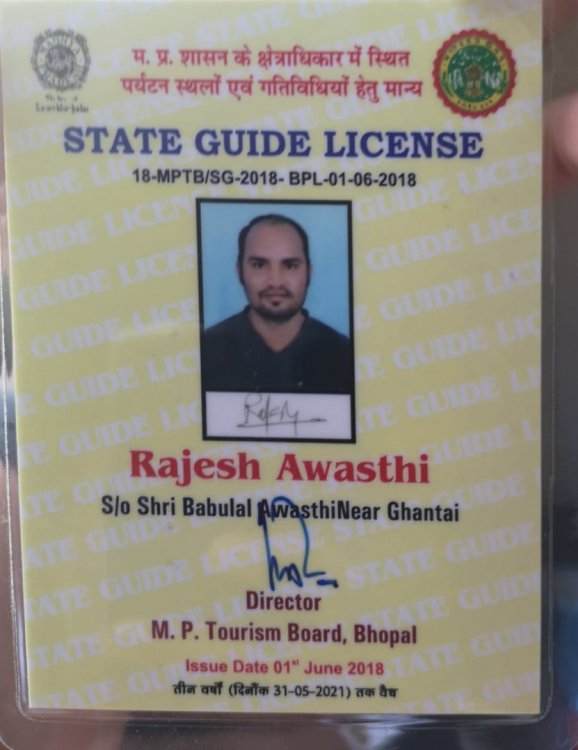 म. प्र. शासन के क्षेत्राधिकार में स्थित
पर्यटन स्थलों एवं गतिविधियों हेतु मान्य
STATE GUIDE LICENSE
18-MPTB/SG-2018- BPL-01-06-2018
Rajesh Awasthi
S/o Shri Babulal AwasthiNear Ghantai
Director
M. P. Tourism Board, Bhopal
Issue Date 01st June 2018
तीन वर्षों (दिनाँक 31-05-2021) तक वैध